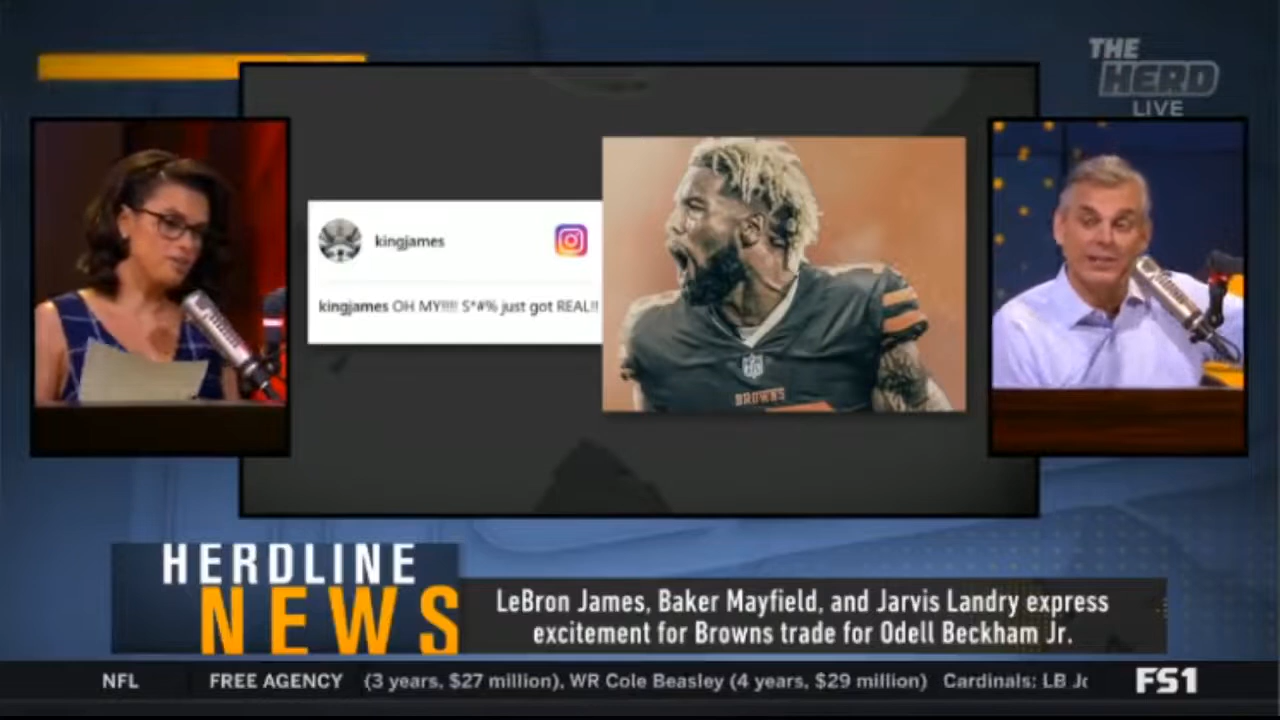 THE
HERD
LIVE
kingjames
kingjames OH MY!!!!! S*#% just got REAL!!
BROWNS
HERDLINE
NEWS
LeBron James, Baker Mayfield, and Jarvis Landry express
excitement for Browns trade for Odell Beckham Jr.
NFL FREE AGENCY (3 years, $27 million), WR Cole Beasley (4 years, $29 million) Cardinals: LB FS1